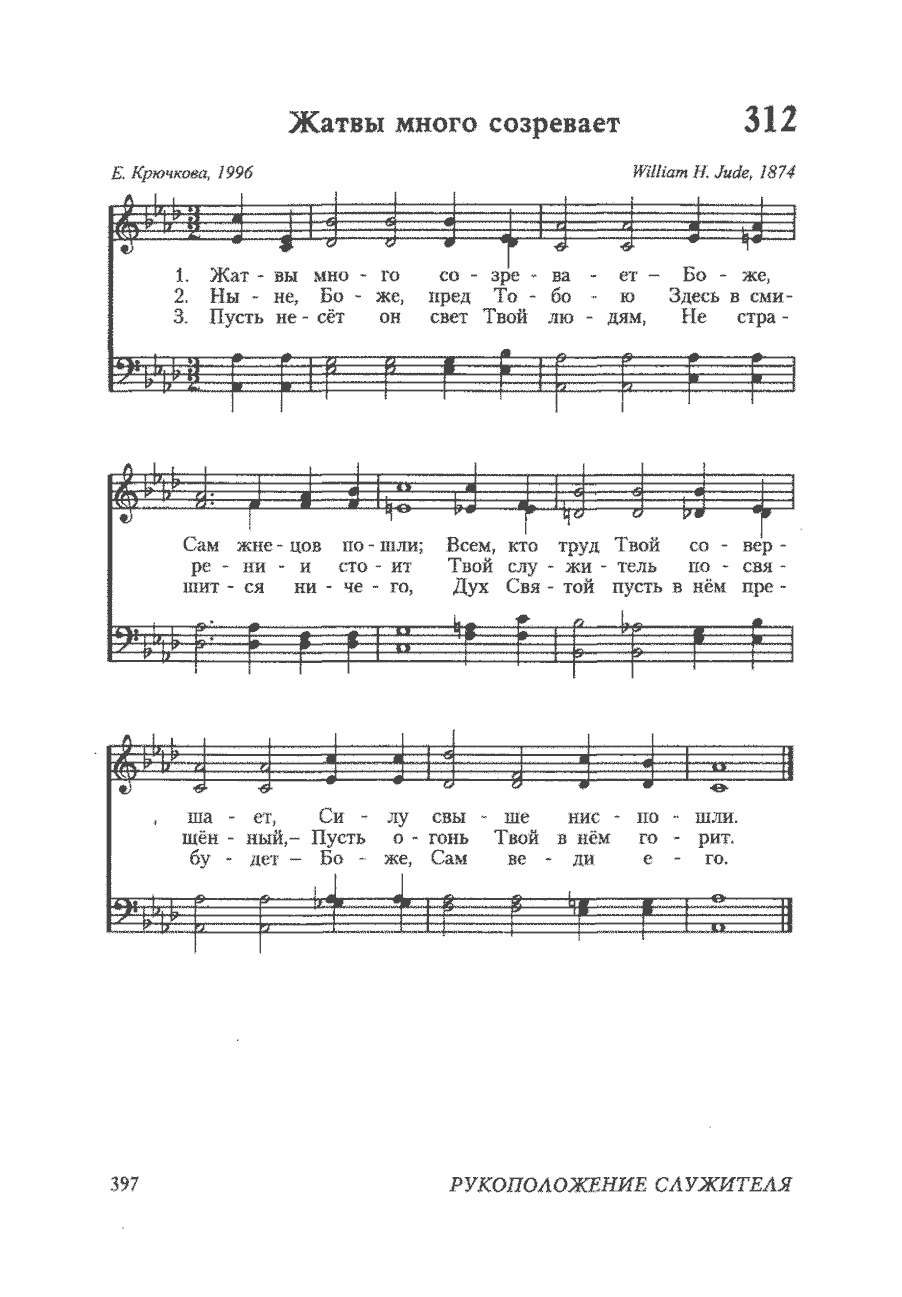 Жатвы много созревает 312
Е. Крючкова, 1996 William H. Jude, 1874
1. Жат - вы мно - го со - зре - ва - ет – Бо - же,
2. Ны - не, Бо - же, пред То - бо - ю Здесь в сми-
3. Пусть не - сёт он свет Твой лю - дям, Не стра -
Сам жне - цов по - шли; Всем, кто труд Твой со - вер -
ре - ни - и сто - ит Твой слу - жи - тель по - свя -
шит - ся ни - че - го, Дух Свя - той пусть в нём пре -
ша - ет, Си - лу свы - ше нис - по - шли.
щён - ный,– Пусть о - гонь Твой в нём го - рит.
бу - дет – Бо - же, Сам ве - ди е - го.
397 РУКОПОЛОЖЕНИЕ СЛУЖИТЕЛЯ